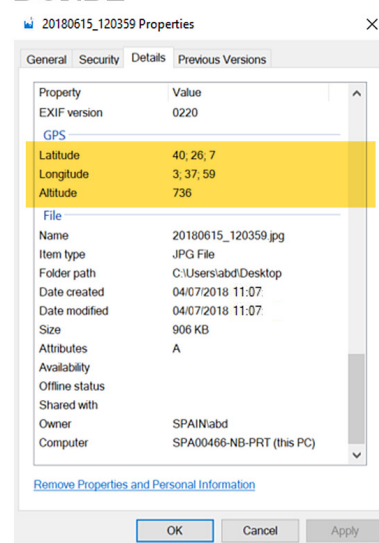 20180615_120359 Properties
General Security Details Previous Versions
Property Value
EXIF version 0220
GPS
Latitude 40; 26; 7
Longitude 3; 37; 59
Altitude 736
File
Name 20180615_120359.jpg
Item type JPG File
Folder path C:\Users\abd\Desktop
Date created 04/07/2018 11:07
Date modified 04/07/2018 11:07
Size 906 KB
Attributes A
Availability
Offline status
Shared with
Owner SPAIN\abd
Computer SPA00466-NB-PRT (this PC)
Remove Properties and Personal Information
OK Cancel Apply